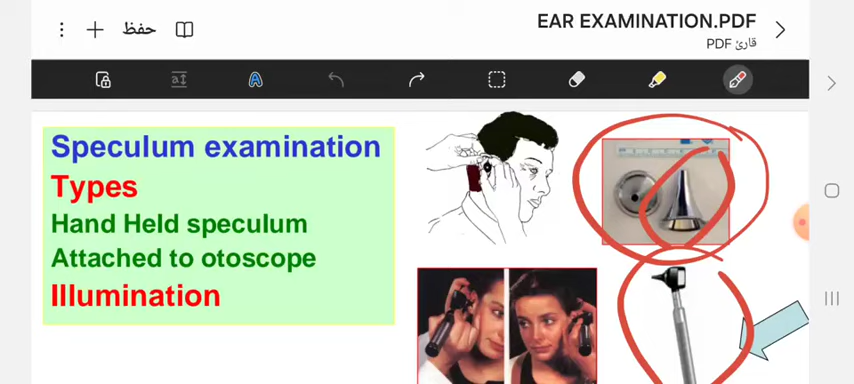 حفظ
EAR EXAMINATION.PDF
قارئ PDF
Speculum examination
Types
Hand Held speculum
Attached to otoscope
Illumination